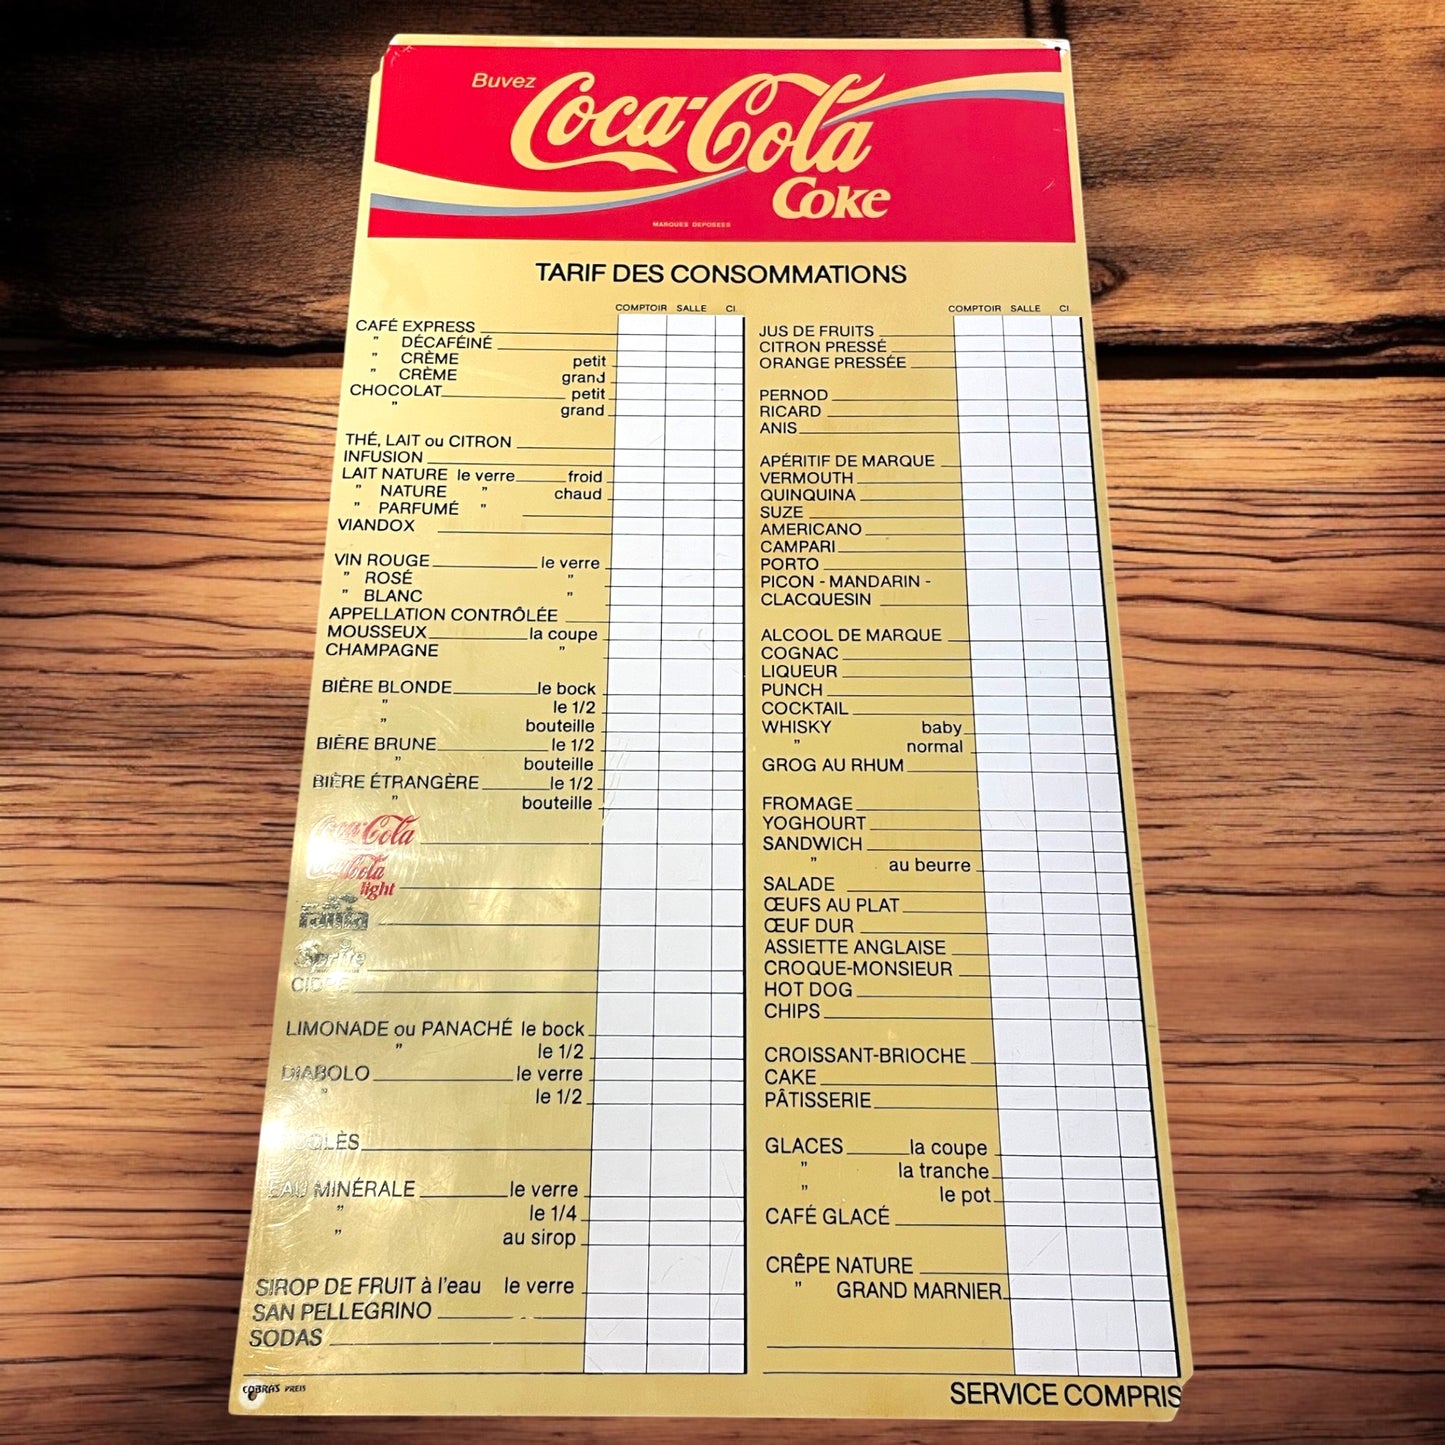 Buvez
Coca-Cola
Coke
MARQUES DEPOSEES
TARIF DES CONSOMMATIONS
COMPTOIR SALLE CI
CAFÉ EXPRESS
" DÉCAFÉINÉ
" CRÈME petit
" CRÈME grand
CHOCOLAT petit
" grand
THÉ, LAIT ou CITRON
INFUSION
LAIT NATURE le verre froid
" NATURE " chaud
" PARFUMÉ "
VIANDOX
VIN ROUGE le verre
" ROSÉ "
" BLANC "
APPELLATION CONTRÔLÉE
MOUSSEUX la coupe
CHAMPAGNE "
BIÈRE BLONDE le bock
" le 1/2
" bouteille
BIÈRE BRUNE le 1/2
" bouteille
BIÈRE ÉTRANGÈRE le 1/2
" bouteille
Coca-Cola
Coca-Cola
light
Fanta
Sprite
CIDRE
LIMONADE ou PANACHÉ le bock
" le 1/2
DIABOLO le verre
" le 1/2
EAU MINÉRALE le verre
" le 1/4
" au sirop
SIROP DE FRUIT à l'eau le verre
SAN PELLEGRINO
SODAS
COMPTOIR SALLE CI
JUS DE FRUITS
CITRON PRESSÉ
ORANGE PRESSÉE
PERNOD
RICARD
ANIS
APÉRITIF DE MARQUE
VERMOUTH
QUINQUINA
SUZE
AMERICANO
CAMPARI
PORTO
PICON - MANDARIN -
CLACQUESIN
ALCOOL DE MARQUE
COGNAC
LIQUEUR
PUNCH
COCKTAIL
WHISKY baby
" normal
GROG AU RHUM
FROMAGE
YOGHOURT
SANDWICH
" au beurre
SALADE
ŒUFS AU PLAT
ŒUF DUR
ASSIETTE ANGLAISE
CROQUE-MONSIEUR
HOT DOG
CHIPS
CROISSANT-BRIOCHE
CAKE
PÂTISSERIE
GLACES la coupe
" la tranche
" le pot
CAFÉ GLACÉ
CRÊPE NATURE
" GRAND MARNIER
COBRA'S PREIS
SERVICE COMPRIS